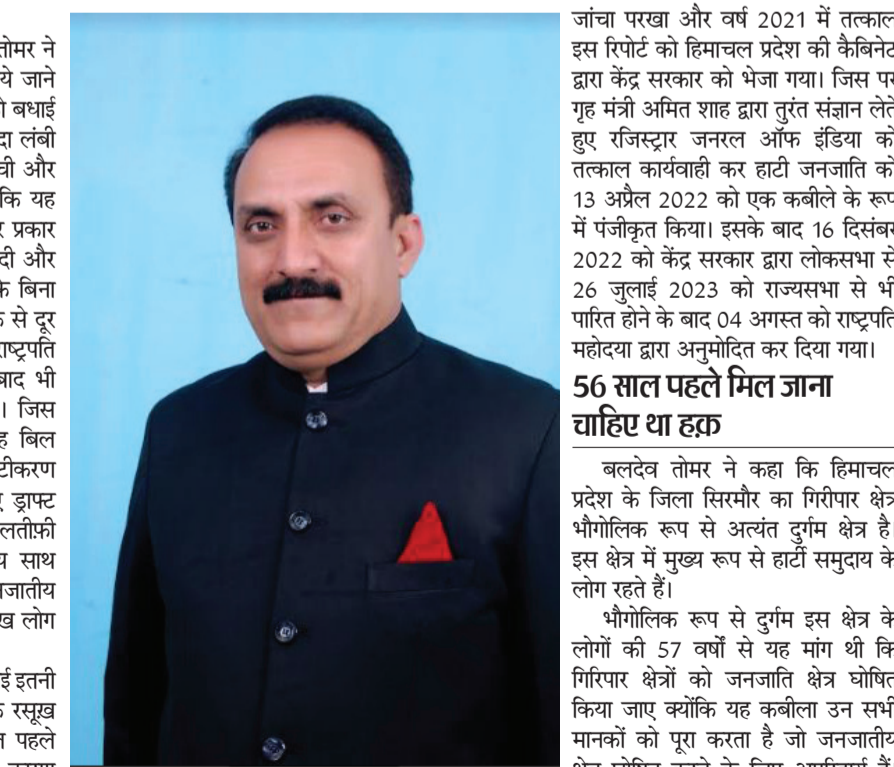 तोमर ने
ये जाने
बधाई
लंबी
और
कि यह
प्रकार
दी और
के बिना
से दूर
राष्ट्रपति
बाद भी
। जिस
बिल
ड्राफ्ट
साथ
लोग
इतनी
रसूख
पहले
जांचा परखा और वर्ष 2021 में तत्काल
इस रिपोर्ट को हिमाचल प्रदेश की कैबिनेट
द्वारा केंद्र सरकार को भेजा गया। जिस पर
गृह मंत्री अमित शाह द्वारा तुरंत संज्ञान लेते
हुए रजिस्ट्रार जनरल ऑफ इंडिया को
तत्काल कार्यवाही कर हाटी जनजाति को
13 अप्रैल 2022 को एक कबीले के रूप
में पंजीकृत किया। इसके बाद 16 दिसंबर
2022 को केंद्र सरकार द्वारा लोकसभा से
26 जुलाई 2023 को राज्यसभा से भी
पारित होने के बाद 04 अगस्त को राष्ट्रपति
महोदया द्वारा अनुमोदित कर दिया गया।
56 साल पहले मिल जाना
चाहिए था हक़
बलदेव तोमर ने कहा कि हिमाचल
प्रदेश के जिला सिरमौर का गिरीपार क्षेत्र
भौगोलिक रूप से अत्यंत दुर्गम क्षेत्र है।
इस क्षेत्र में मुख्य रूप से हार्टी समुदाय के
लोग रहते हैं।
भौगोलिक रूप से दुर्गम इस क्षेत्र के
लोगों की 57 वर्षों से यह मांग थी कि
गिरिपार क्षेत्रों को जनजाति क्षेत्र घोषित
किया जाए क्योंकि यह कबीला उन सभी
मानकों को पूरा करता है जो जनजातीय